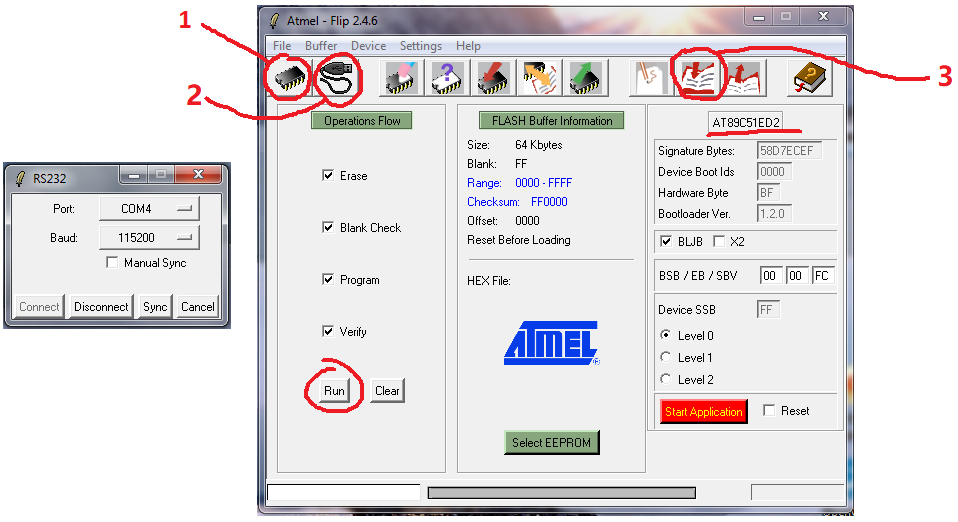 1
2
3
Atmel - Flip 2.4.6
File Buffer Device Settings Help
Operations Flow
Erase
Blank Check
Program
Verify
Run Clear
FLASH Buffer Information
Size: 64 Kbytes
Blank: FF
Range: 0000 - FFFF
Checksum: FF0000
Offset: 0000
Reset Before Loading
HEX File:
ATMEL
Select EEPROM
AT89C51ED2
Signature Bytes: 58D7ECEF
Device Boot Ids 0000
Hardware Byte BF
Bootloader Ver. 1.2.0
BLJB X2
BSB / EB / SBV 00 00 FC
Device SSB FF
Level 0
Level 1
Level 2
Start Application Reset
RS232
Port: COM4
Baud: 115200
Manual Sync
Connect Disconnect Sync Cancel